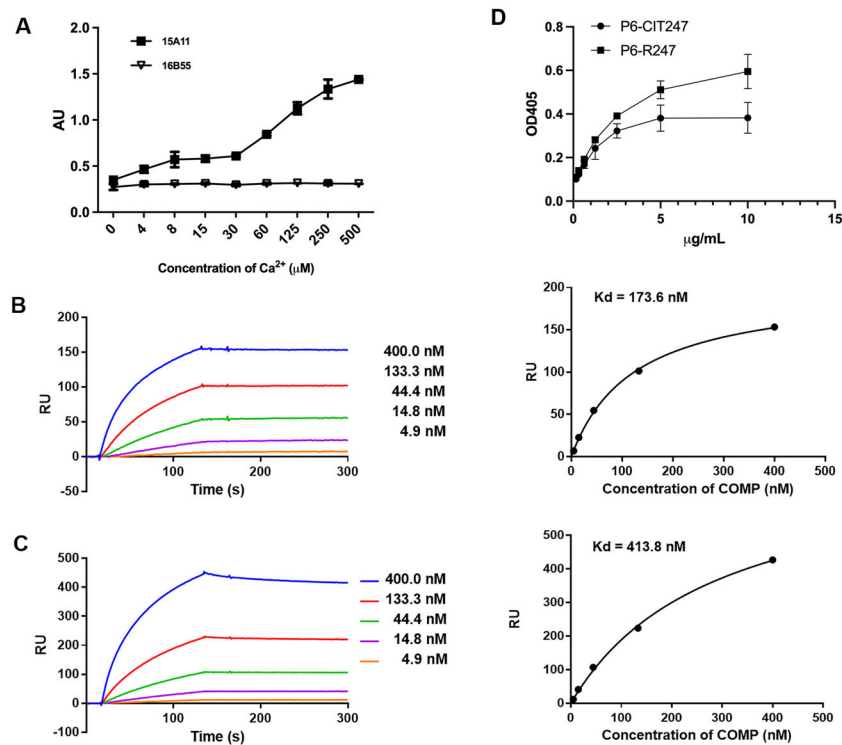 A
15A11
16B55
2.0
1.5
1.0
0.5
0.0
AU
0 4 8 15 30 60 125 250 500
Concentration of Ca²⁺ (μM)
D
P6-CIT247
P6-R247
0.8
0.6
0.4
0.2
0.0
OD405
0 5 10 15
μg/mL
B
200
150
100
50
0
-50
RU
100 200 300
Time (s)
400.0 nM
133.3 nM
44.4 nM
14.8 nM
4.9 nM
Kd = 173.6 nM
200
150
100
50
0
RU
0 100 200 300 400 500
Concentration of COMP (nM)
C
500
400
300
200
100
0
-100
RU
100 200 300
Time (s)
400.0 nM
133.3 nM
44.4 nM
14.8 nM
4.9 nM
Kd = 413.8 nM
500
400
300
200
100
0
RU
0 100 200 300 400 500
Concentration of COMP (nM)